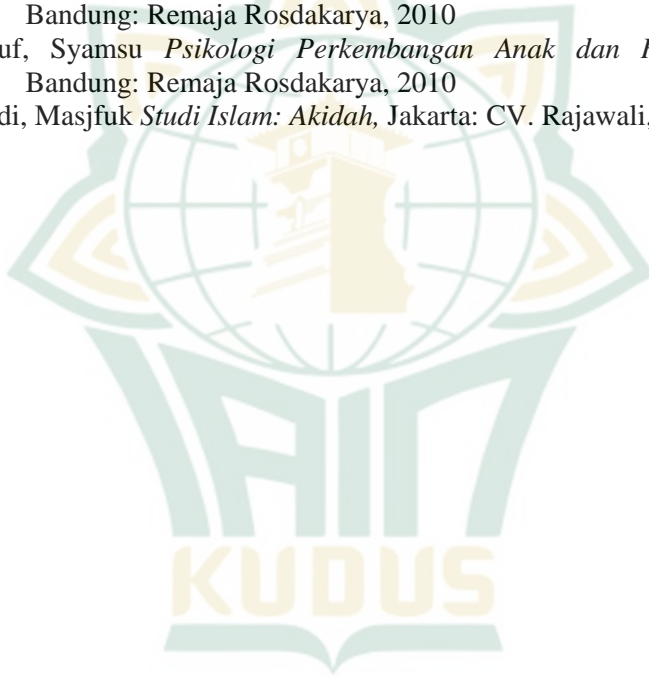 Bandung: Remaja Rosdakarya, 2010
uf, Syamsu Psikologi Perkembangan Anak dan
Bandung: Remaja Rosdakarya, 2010
di, Masjfuk Studi Islam: Akidah, Jakarta: CV. Rajawali,
IAIN
KUDUS